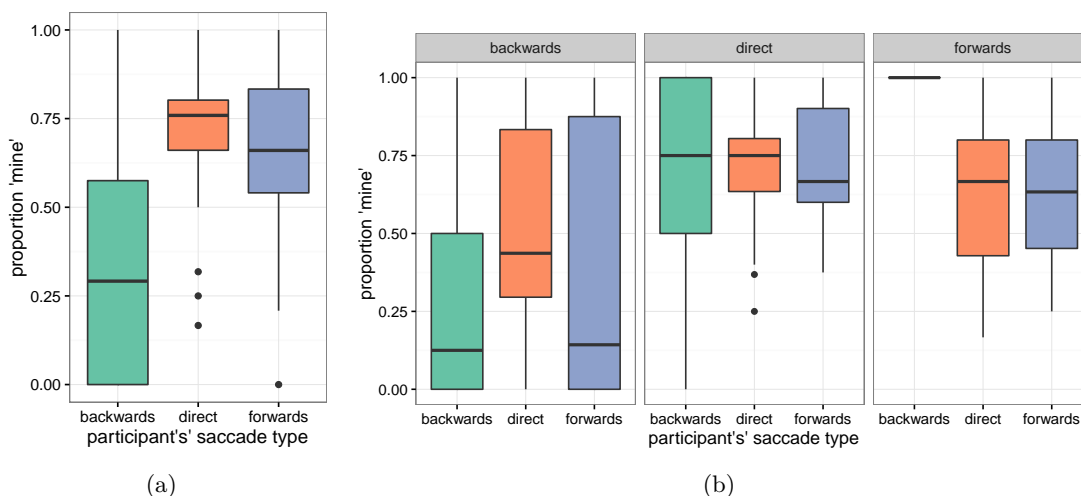 proportion 'mine'
1.00
0.75
0.50
0.25
0.00
backwards direct forwards
participant's' saccade type
(a)
backwards direct forwards
proportion 'mine'
1.00
0.75
0.50
0.25
0.00
backwards direct forwards backwards direct forwards backwards direct forwards
participant's' saccade type
(b)